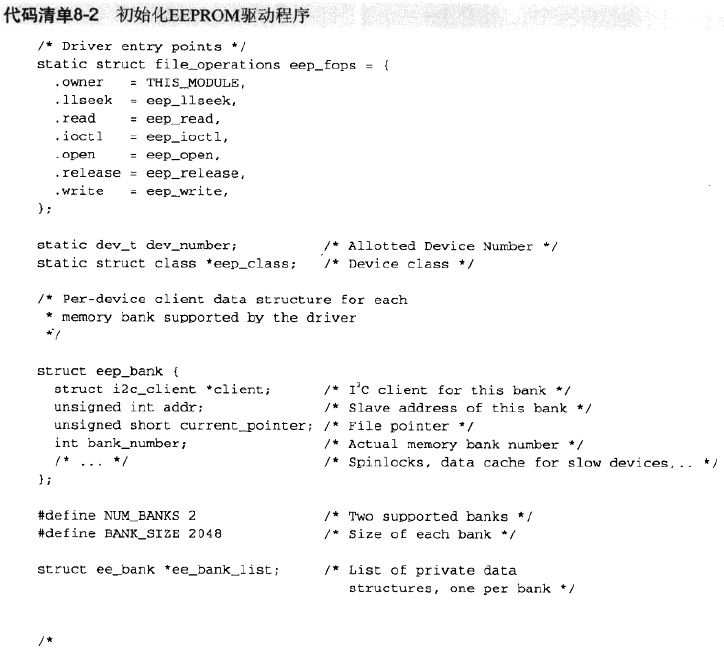 代码清单8-2 初始化EEPROM驱动程序
/* Driver entry points */
static struct file_operations eep_fops = {
  .owner   = THIS_MODULE,
  .llseek  = eep_llseek,
  .read    = eep_read,
  .ioctl   = eep_ioctl,
  .open    = eep_open,
  .release = eep_release,
  .write   = eep_write,
};
static dev_t dev_number;          /* Allotted Device Number */
static struct class *eep_class;   /* Device class */
/* Per-device client data structure for each
 * memory bank supported by the driver
 */
struct eep_bank {
  struct i2c_client *client;      /* I²C client for this bank */
  unsigned int addr;              /* Slave address of this bank */
  unsigned short current_pointer; /* File pointer */
  int bank_number;                /* Actual memory bank number */
  /* ... */                       /* Spinlocks, data cache for slow devices,.. */
};
#define NUM_BANKS 2               /* Two supported banks */
#define BANK_SIZE 2048            /* Size of each bank */
struct ee_bank *ee_bank_list;     /* List of private data
                                     structures, one per bank */
/*